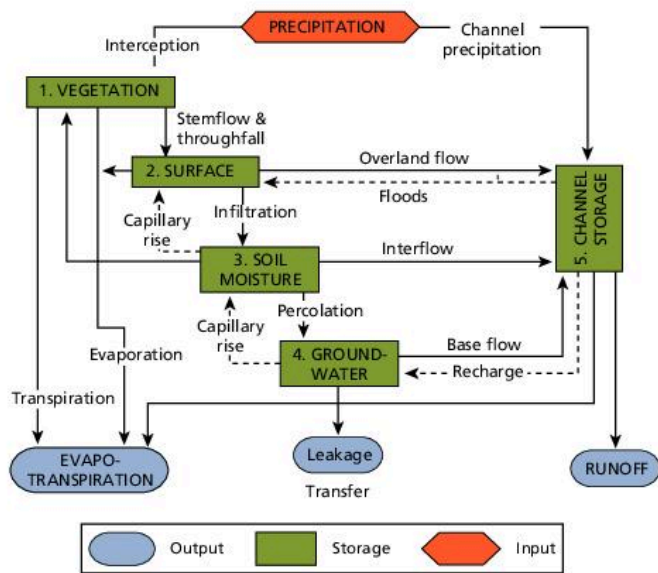 PRECIPITATION
Interception
Channel
precipitation
1. VEGETATION
Stemflow &
throughfall
2. SURFACE
Overland flow
Floods
Capillary
rise
Infiltration
5. CHANNEL
STORAGE
3. SOIL
MOISTURE
Interflow
Percolation
Capillary
rise
Evaporation
4. GROUND-
WATER
Base flow
Recharge
Transpiration
EVAPO-
TRANSPIRATION
Leakage
Transfer
RUNOFF
Output
Storage
Input